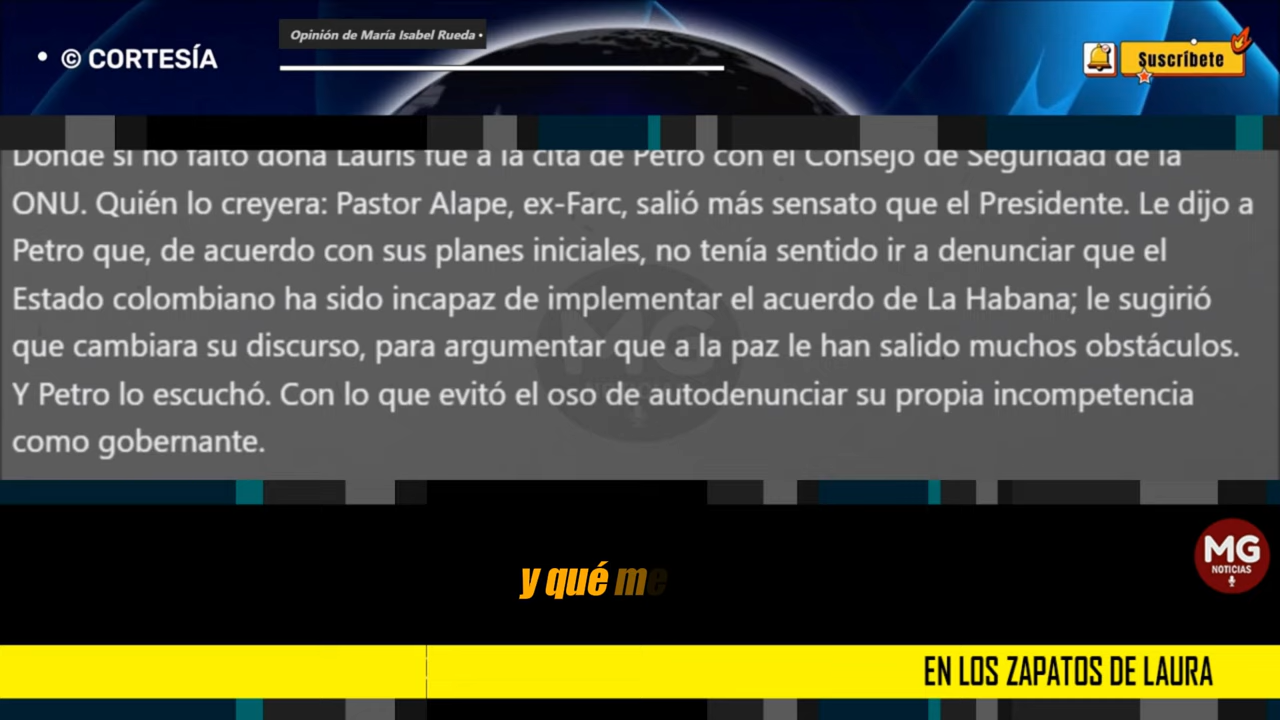 Opinión de María Isabel Rueda •
• © CORTESÍA
Suscríbete
Donde sí no faltó doña Lauris fue a la cita de Petro con el Consejo de Seguridad de la
ONU. Quién lo creyera: Pastor Alape, ex-Farc, salió más sensato que el Presidente. Le dijo a
Petro que, de acuerdo con sus planes iniciales, no tenía sentido ir a denunciar que el
Estado colombiano ha sido incapaz de implementar el acuerdo de La Habana; le sugirió
que cambiara su discurso, para argumentar que a la paz le han salido muchos obstáculos.
Y Petro lo escuchó. Con lo que evitó el oso de autodenunciar su propia incompetencia
como gobernante.
MG
NOTICIAS
y qué me
EN LOS ZAPATOS DE LAURA